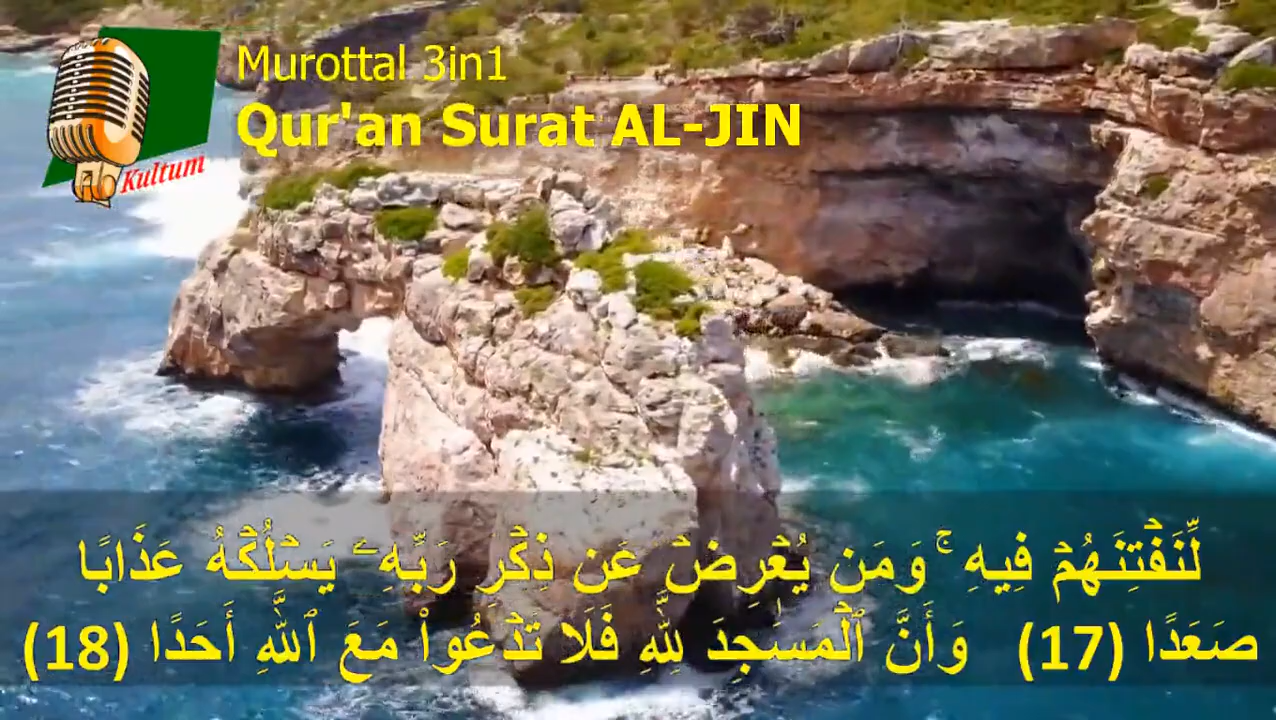 Murottal 3in1
Qur'an Surat AL-JIN
Kultum
لِّنَفۡتِنَهُمۡ فِيهِ ۚ وَمَن يُعۡرِضۡ عَن ذِكۡرِ رَبِّهِۦ يَسۡلُكۡهُ عَذَابٗا
صَعَدٗا (17) وَأَنَّ ٱلۡمَسَٰجِدَ لِلَّهِ فَلَا تَدۡعُواْ مَعَ ٱللَّهِ أَحَدٗا (18)